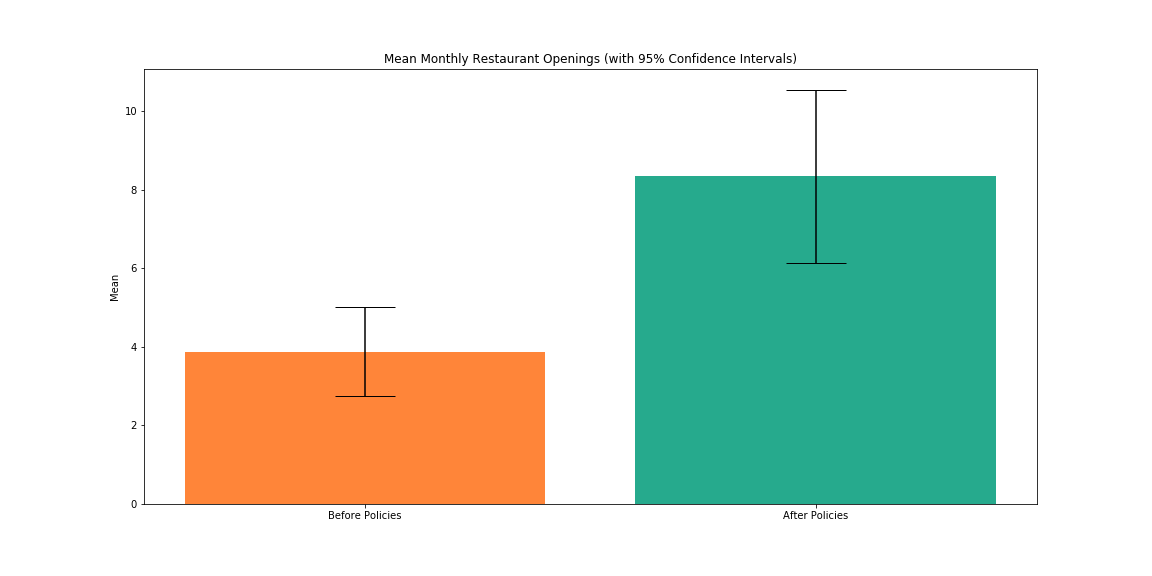 Mean Monthly Restaurant Openings (with 95% Confidence Intervals)
10
8
6
4
2
0
Mean
Before Policies
After Policies